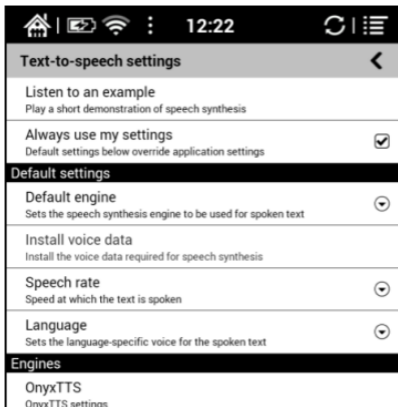 12:22
Text-to-speech settings
Listen to an example
Play a short demonstration of speech synthesis
Always use my settings
Default settings below override application settings
Default settings
Default engine
Sets the speech synthesis engine to be used for spoken text
Install voice data
Install the voice data required for speech synthesis
Speech rate
Speed at which the text is spoken
Language
Sets the language-specific voice for the spoken text
Engines
OnyxTTS
OnyxTTS settings